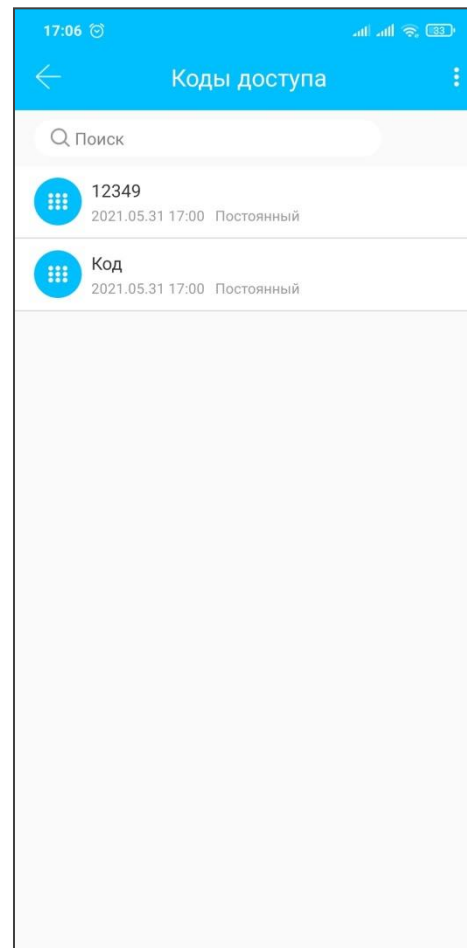 17:06 33
Коды доступа
Поиск
12349
2021.05.31 17:00 Постоянный
Код
2021.05.31 17:00 Постоянный